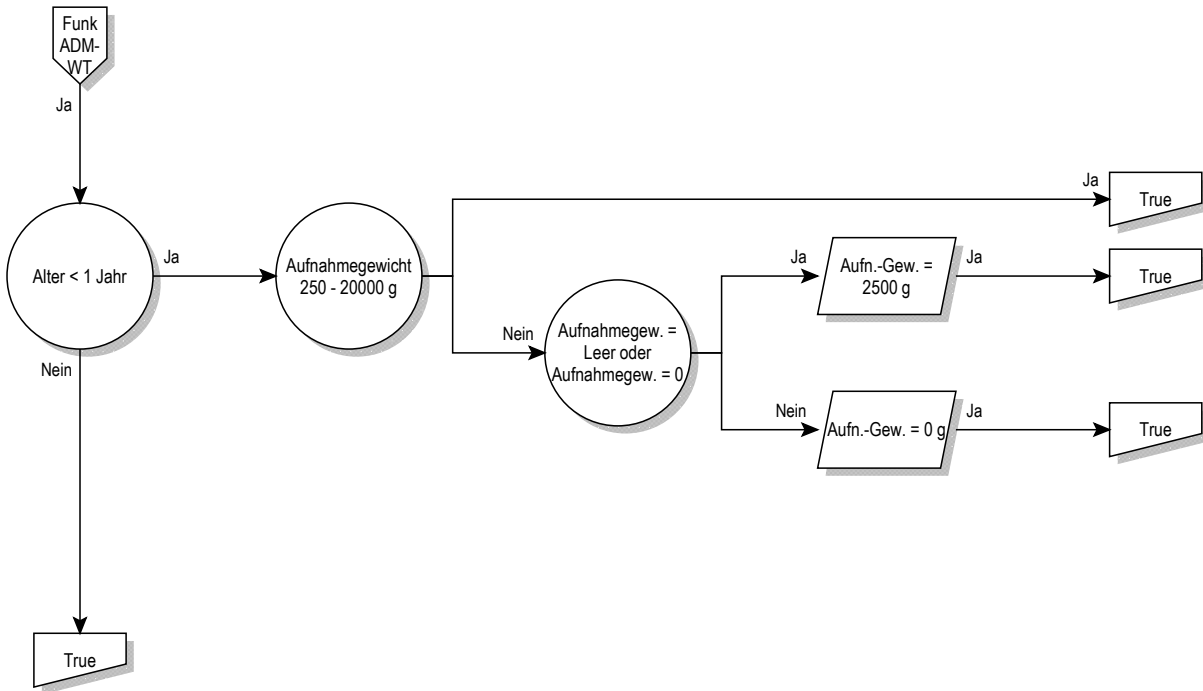 Funk
ADM-
WT
Ja
Ja
True
Alter < 1 Jahr
Ja
Aufnahmegewicht
250 - 20000 g
Ja
Aufn.-Gew. =
2500 g
Ja
True
Nein
Nein
Aufnahmegew. =
Leer oder
Aufnahmegew. = 0
Nein
Aufn.-Gew. = 0 g
Ja
True
True